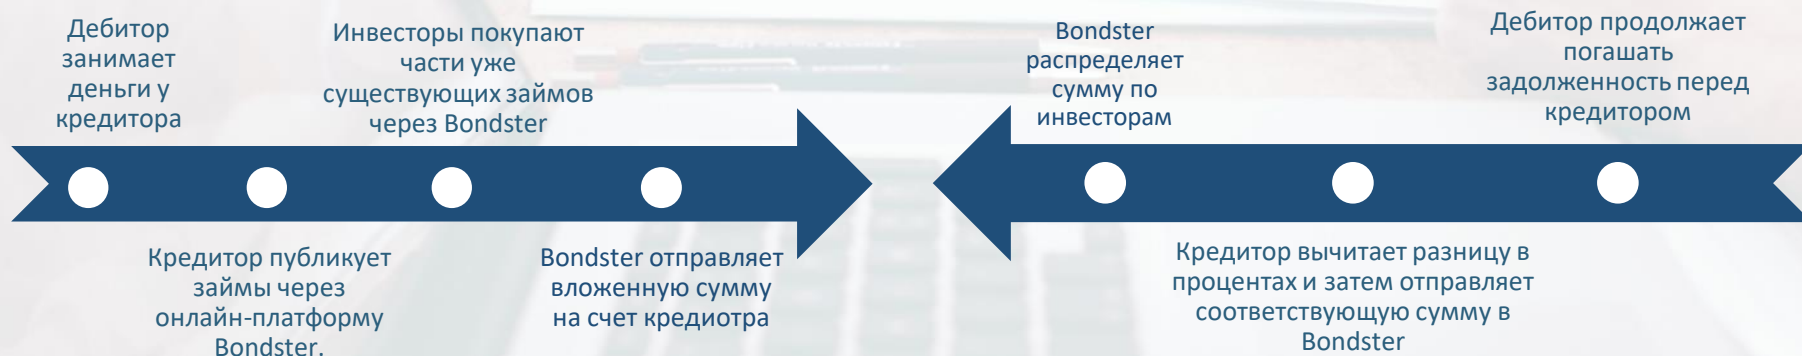 Дебитор
занимает
деньги у
кредитора
Кредитор публикует
займы через
онлайн-платформу
Bondster.
Инвесторы покупают
части уже
существующих займов
через Bondster
Bondster отправляет
вложенную сумму
на счет кредиотра
Bondster
распределяет
сумму по
инвесторам
Кредитор вычитает разницу в
процентах и затем отправляет
соответствующую сумму в
Bondster
Дебитор продолжает
погашать
задолженность перед
кредитором